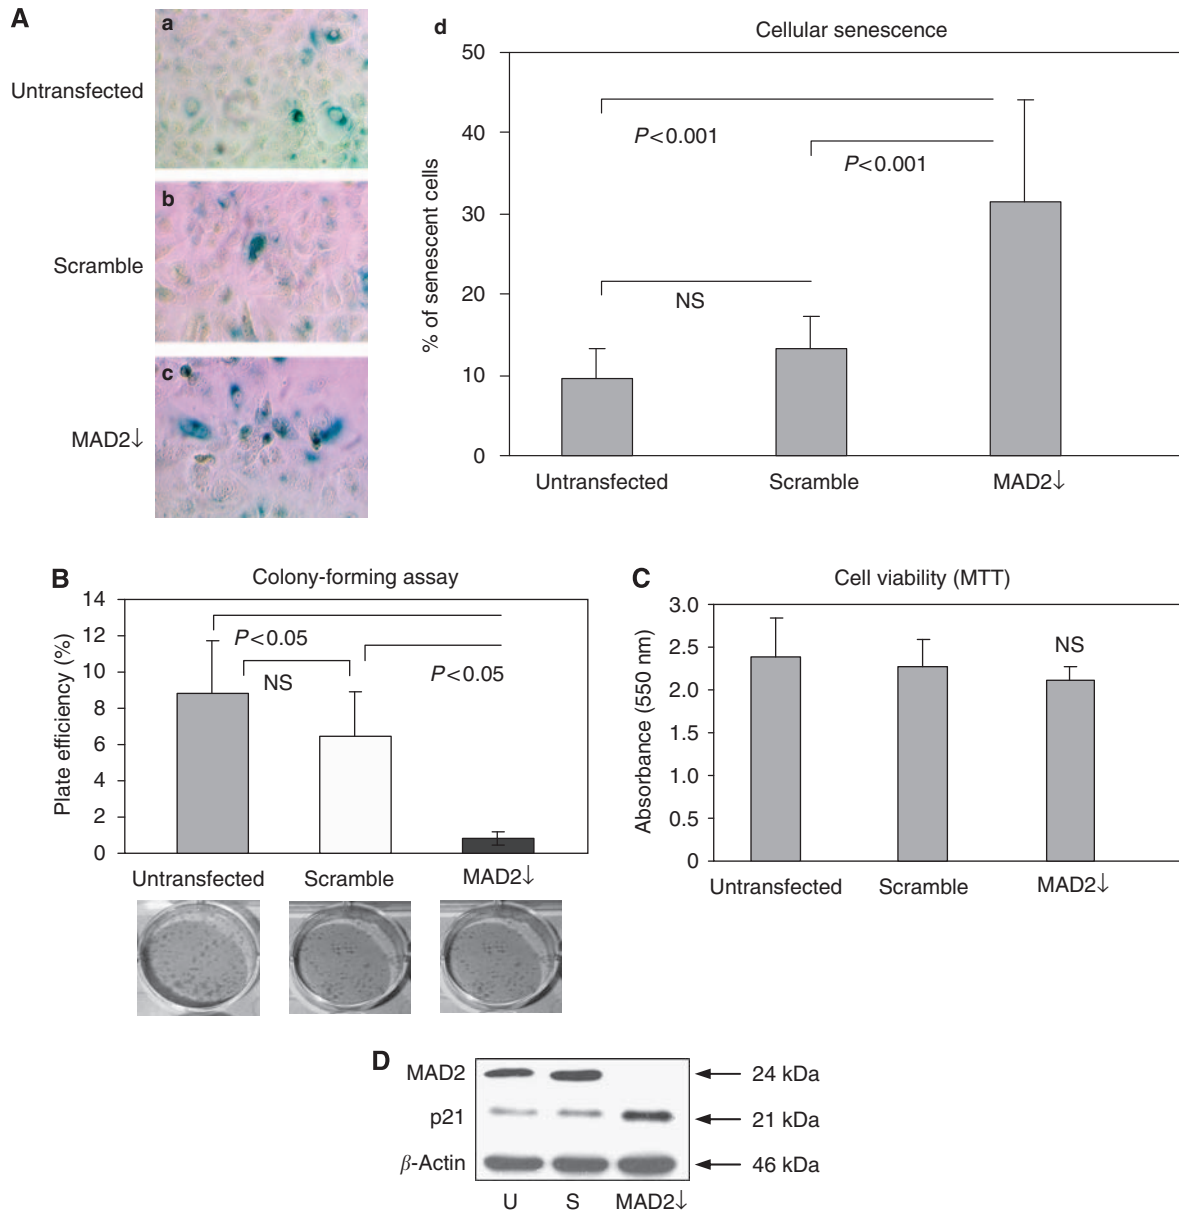 A
a
Untransfected
b
Scramble
c
MAD2↓
d
Cellular senescence
% of senescent cells
50
40
30
20
10
0
P<0.001
P<0.001
NS
Untransfected Scramble MAD2↓
B
Colony-forming assay
Plate efficiency (%)
14
12
10
8
6
4
2
0
P<0.05
NS
P<0.05
Untransfected Scramble MAD2↓
C
Cell viability (MTT)
Absorbance (550 nm)
3.0
2.5
2.0
1.5
1.0
0.5
0
NS
Untransfected Scramble MAD2↓
D
MAD2 24 kDa
p21 21 kDa
β-Actin 46 kDa
U S MAD2↓